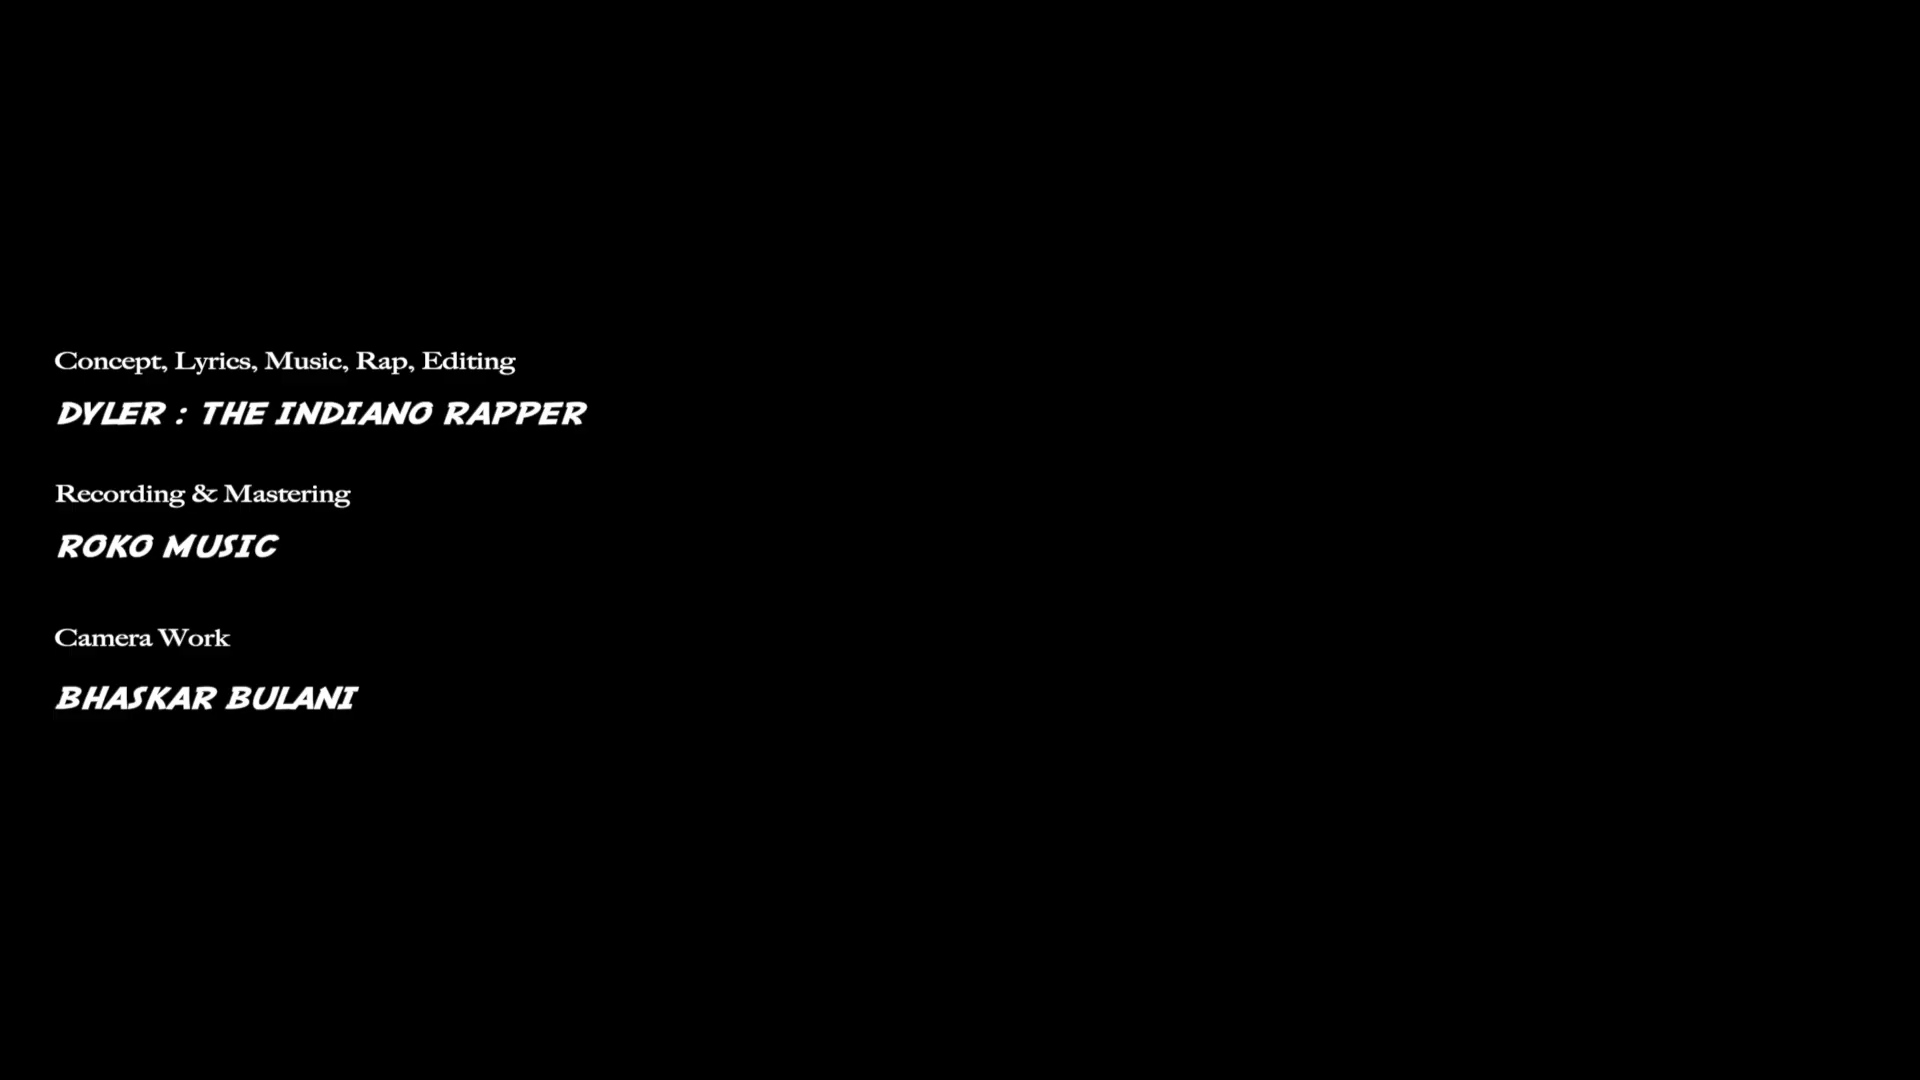 Concept, Lyrics, Music, Rap, Editing
DYLER : THE INDIANO RAPPER
Recording & Mastering
ROKO MUSIC
Camera Work
BHASKAR BULANI